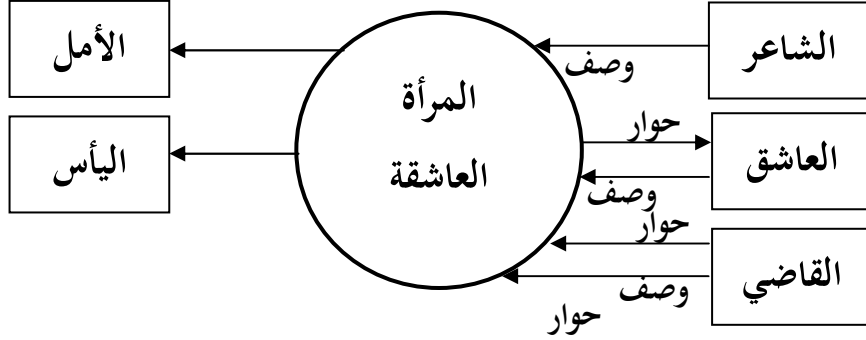 الشاعر
وصف
المرأة
العاشقة
الأمل
حوار
العاشق
وصف
اليأس
حوار
القاضي
وصف
حوار